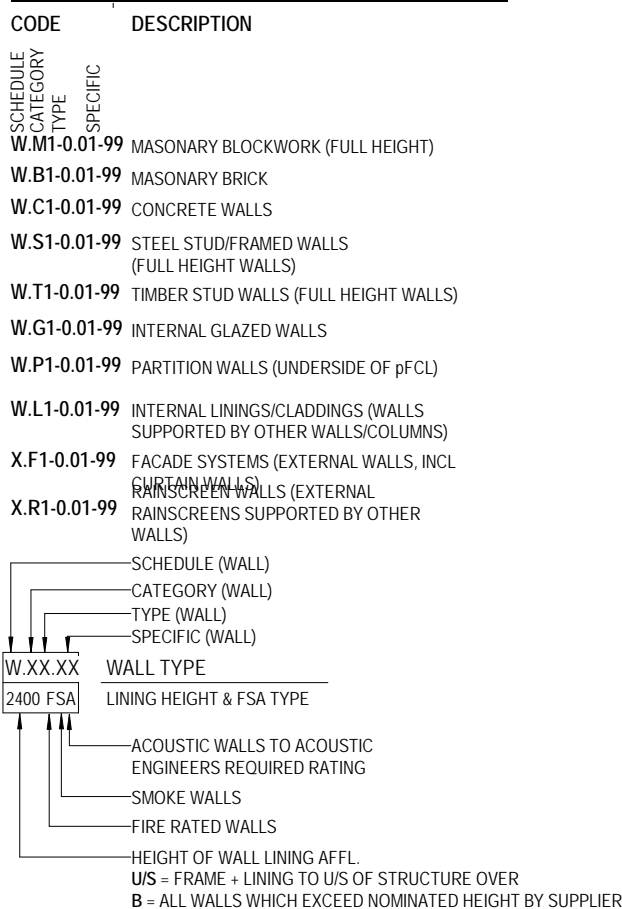 CODE DESCRIPTION
SCHEDULE
CATEGORY
TYPE
SPECIFIC
W.M1-0.01-99 MASONARY BLOCKWORK (FULL HEIGHT)
W.B1-0.01-99 MASONARY BRICK
W.C1-0.01-99 CONCRETE WALLS
W.S1-0.01-99 STEEL STUD/FRAMED WALLS
(FULL HEIGHT WALLS)
W.T1-0.01-99 TIMBER STUD WALLS (FULL HEIGHT WALLS)
W.G1-0.01-99 INTERNAL GLAZED WALLS
W.P1-0.01-99 PARTITION WALLS (UNDERSIDE OF pFCL)
W.L1-0.01-99 INTERNAL LININGS/CLADDINGS (WALLS
SUPPORTED BY OTHER WALLS/COLUMNS)
X.F1-0.01-99 FACADE SYSTEMS (EXTERNAL WALLS, INCL
CURTAIN WALLS)
RAINSCREEN WALLS (EXTERNAL
X.R1-0.01-99 RAINSCREENS SUPPORTED BY OTHER
WALLS)
SCHEDULE (WALL)
CATEGORY (WALL)
TYPE (WALL)
SPECIFIC (WALL)
W.XX.XX WALL TYPE
2400 FSA LINING HEIGHT & FSA TYPE
ACOUSTIC WALLS TO ACOUSTIC
ENGINEERS REQUIRED RATING
SMOKE WALLS
FIRE RATED WALLS
HEIGHT OF WALL LINING AFFL.
U/S = FRAME + LINING TO U/S OF STRUCTURE OVER
B = ALL WALLS WHICH EXCEED NOMINATED HEIGHT BY SUPPLIER